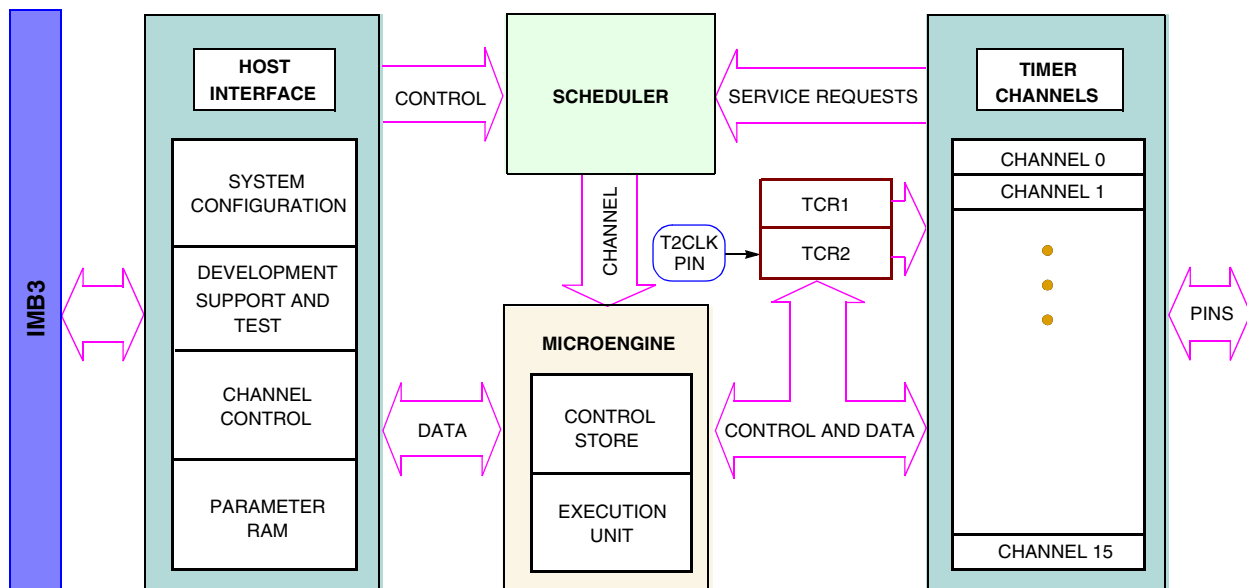 IMB3
HOST
INTERFACE
SYSTEM
CONFIGURATION
DEVELOPMENT
SUPPORT AND
TEST
CHANNEL
CONTROL
PARAMETER
RAM
CONTROL
SCHEDULER
SERVICE REQUESTS
CHANNEL
T2CLK
PIN
TCR1
TCR2
DATA
MICROENGINE
CONTROL
STORE
EXECUTION
UNIT
CONTROL AND DATA
TIMER
CHANNELS
CHANNEL 0
CHANNEL 1
CHANNEL 15
PINS